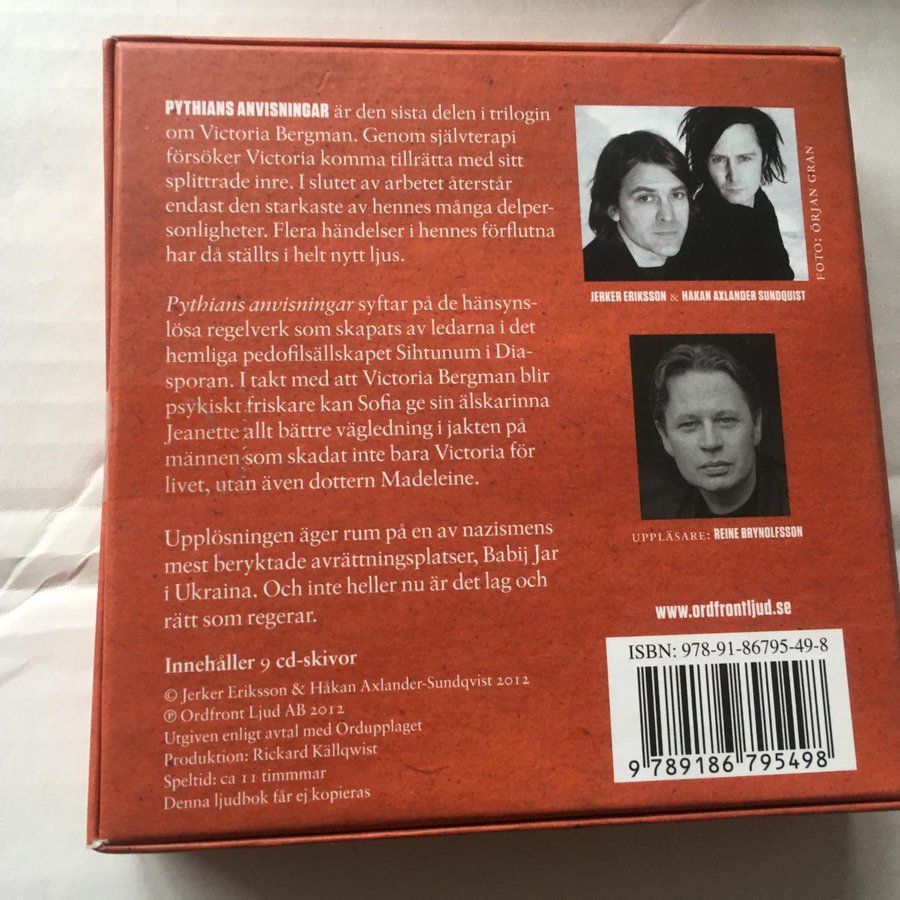 PYTHIANS ANVISNINGAR är den sista delen i trilogin
om Victoria Bergman. Genom självterapi
försöker Victoria komma tillrätta med sitt
splittrade inre. I slutet av arbetet återstår
endast den starkaste av hennes många delper-
sonligheter. Flera händelser i hennes förflutna
har då ställts i helt nytt ljus.
Pythians anvisningar syftar på de hänsyns-
lösa regelverk som skapats av ledarna i det
hemliga pedofilsällskapet Sihtunum i Dia-
sporan. I takt med att Victoria Bergman blir
psykiskt friskare kan Sofia ge sin älskarinna
Jeanette allt bättre vägledning i jakten på
männen som skadat inte bara Victoria för
livet, utan även dottern Madeleine.
Upplösningen äger rum på en av nazismens
mest beryktade avrättningsplatser, Babij Jar
i Ukraina. Och inte heller nu är det lag och
rätt som regerar.
Innehåller 9 cd-skivor
© Jerker Eriksson & Håkan Axlander-Sundqvist 2012
℗ Ordfront Ljud AB 2012
Utgiven enligt avtal med Ordupplaget
Produktion: Rickard Källqwist
Speltid: ca 11 timmmar
Denna ljudbok får ej kopieras
FOTO: ÖRJAN GRAN
JERKER ERIKSSON & HÅKAN AXLANDER SUNDQUIST
UPPLÄSARE: REINE BRYNOLFSSON
www.ordfrontljud.se
ISBN: 978-91-86795-49-8
9 789186 795498